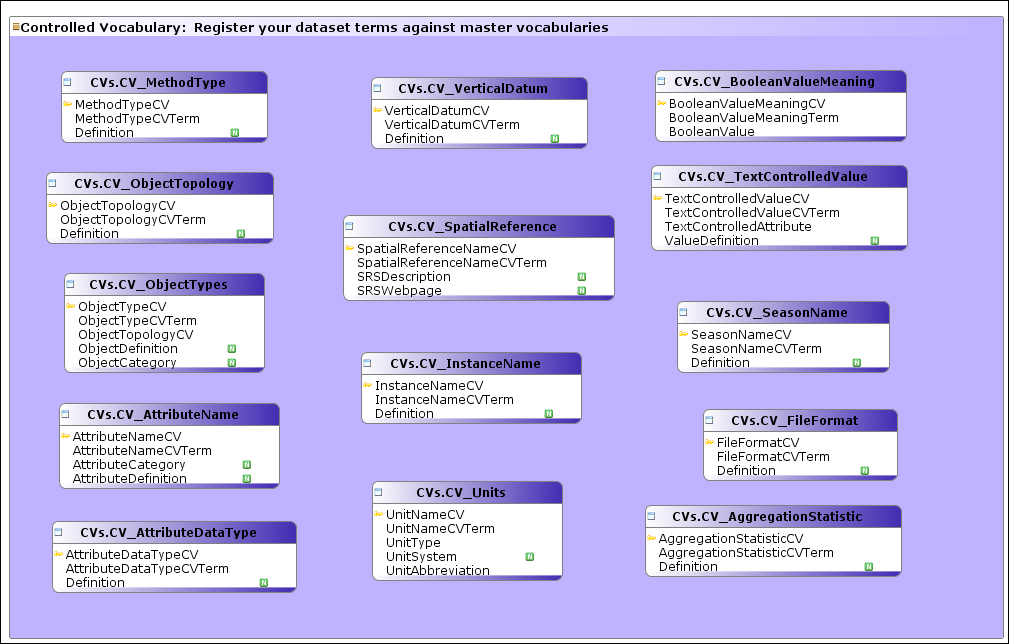 Controlled Vocabulary: Register your dataset terms against master vocabularies
CVs.CV_MethodType
MethodTypeCV
MethodTypeCVTerm
Definition N
CVs.CV_ObjectTopology
ObjectTopologyCV
ObjectTopologyCVTerm
Definition N
CVs.CV_ObjectTypes
ObjectTypeCV
ObjectTypeCVTerm
ObjectTopologyCV
ObjectDefinition N
ObjectCategory N
CVs.CV_AttributeName
AttributeNameCV
AttributeNameCVTerm
AttributeCategory N
AttributeDefinition N
CVs.CV_AttributeDataType
AttributeDataTypeCV
AttributeDataTypeCVTerm
Definition N
CVs.CV_VerticalDatum
VerticalDatumCV
VerticalDatumCVTerm
Definition N
CVs.CV_SpatialReference
SpatialReferenceNameCV
SpatialReferenceNameCVTerm
SRSDescription N
SRSWebpage N
CVs.CV_InstanceName
InstanceNameCV
InstanceNameCVTerm
Definition N
CVs.CV_Units
UnitNameCV
UnitNameCVTerm
UnitType
UnitSystem N
UnitAbbreviation
CVs.CV_BooleanValueMeaning
BooleanValueMeaningCV
BooleanValueMeaningTerm
BooleanValue
CVs.CV_TextControlledValue
TextControlledValueCV
TextControlledValueCVTerm
TextControlledAttribute
ValueDefinition N
CVs.CV_SeasonName
SeasonNameCV
SeasonNameCVTerm
Definition N
CVs.CV_FileFormat
FileFormatCV
FileFormatCVTerm
Definition N
CVs.CV_AggregationStatistic
AggregationStatisticCV
AggregationStatisticCVTerm
Definition N